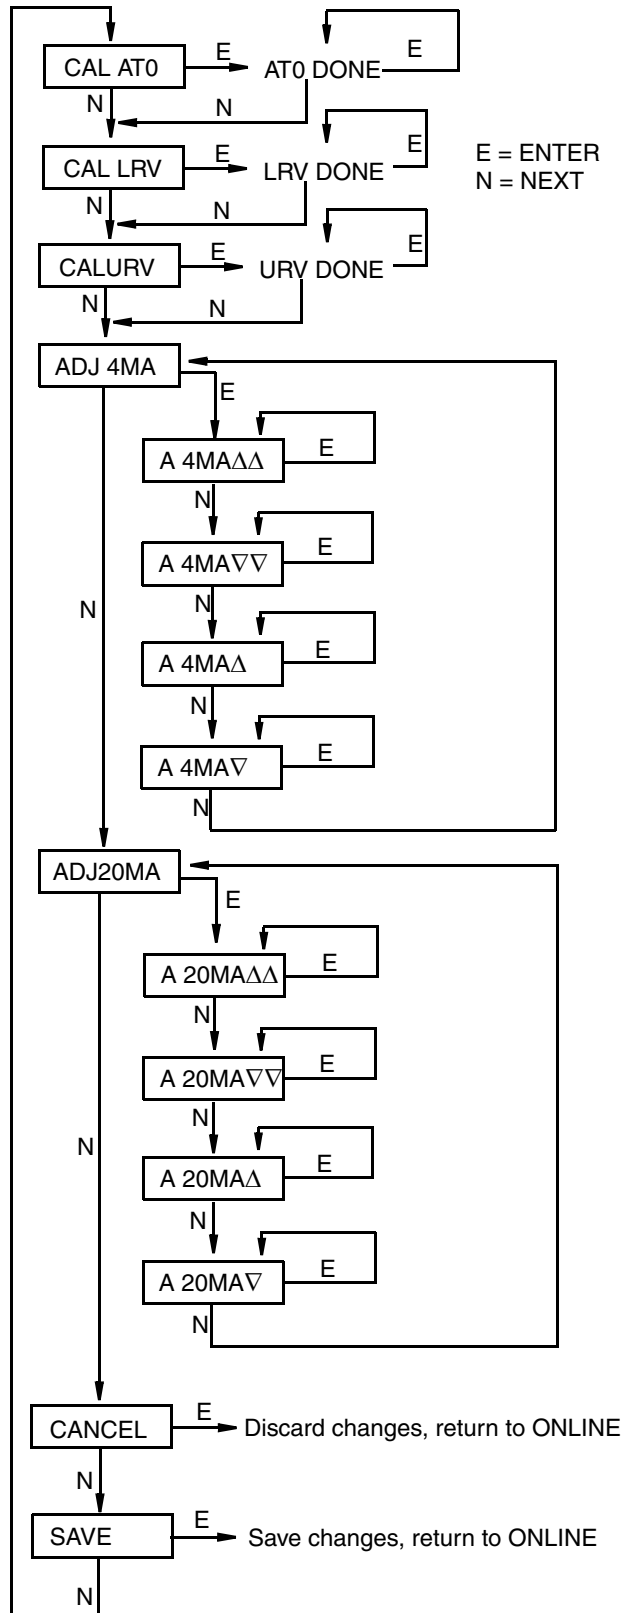 E
E
CAL AT0
AT0 DONE
N
N
E
E
E = ENTER
CAL LRV
LRV DONE
N = NEXT
N
N
E
E
CALURV
URV DONE
N
N
ADJ 4MA
E
E
A 4MA∆∆
N
E
A 4MA∇∇
N
N
E
A 4MA∆
N
E
A 4MA∇
N
ADJ20MA
E
E
A 20MA∆∆
N
E
A 20MA∇∇
N
N
E
A 20MA∆
N
E
A 20MA∇
N
E
CANCEL
Discard changes, return to ONLINE
N
E
SAVE
Save changes, return to ONLINE
N